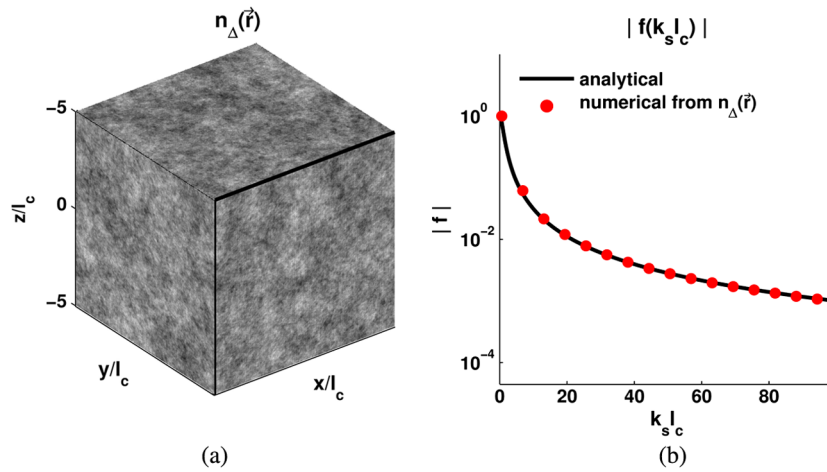 n_Δ(r⃗)
−5
0
−5
z/l_c
y/l_c
x/l_c
(a)
| f(k_s l_c) |
analytical
numerical from n_Δ(r⃗)
10^0
10^−2
10^−4
| f |
0 20 40 60 80
k_s l_c
(b)